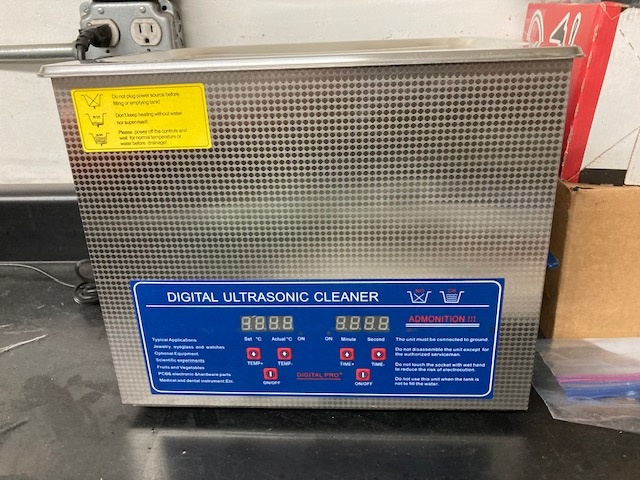 Do not plug power source before
filling or emptying tank!
Don't keep heating without water
nor supervised!
Please power off the controls and
wait for normal temperature of
water before drainage!
DIGITAL ULTRASONIC CLEANER
NO OK
ADMONITION !!!
Typical Applications
Jewelry eyeglass and watches
Optional Equipment
Scientific experiments
Fruits and Vegetables
PCBS electronic &hardware parts
Medical and dental instrument.Etc.
Set °C Actual °C ON
ON Minute Second
TEMP+ TEMP-
TIME+ TIME-
ON/OFF
DIGITAL PRO+
ON/OFF
The unit must be connected to ground.
Do not disassemble the unit except for
the authorized serviceman.
Do not touch the socket with wet hand
to reduce the risk of electrocution.
Do not use this unit when the tank is
not to fill the water.